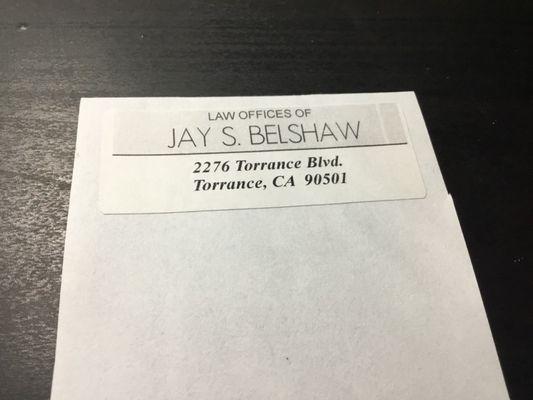 LAW OFFICES OF
JAY S. BELSHAW
2276 Torrance Blvd.
Torrance, CA 90501